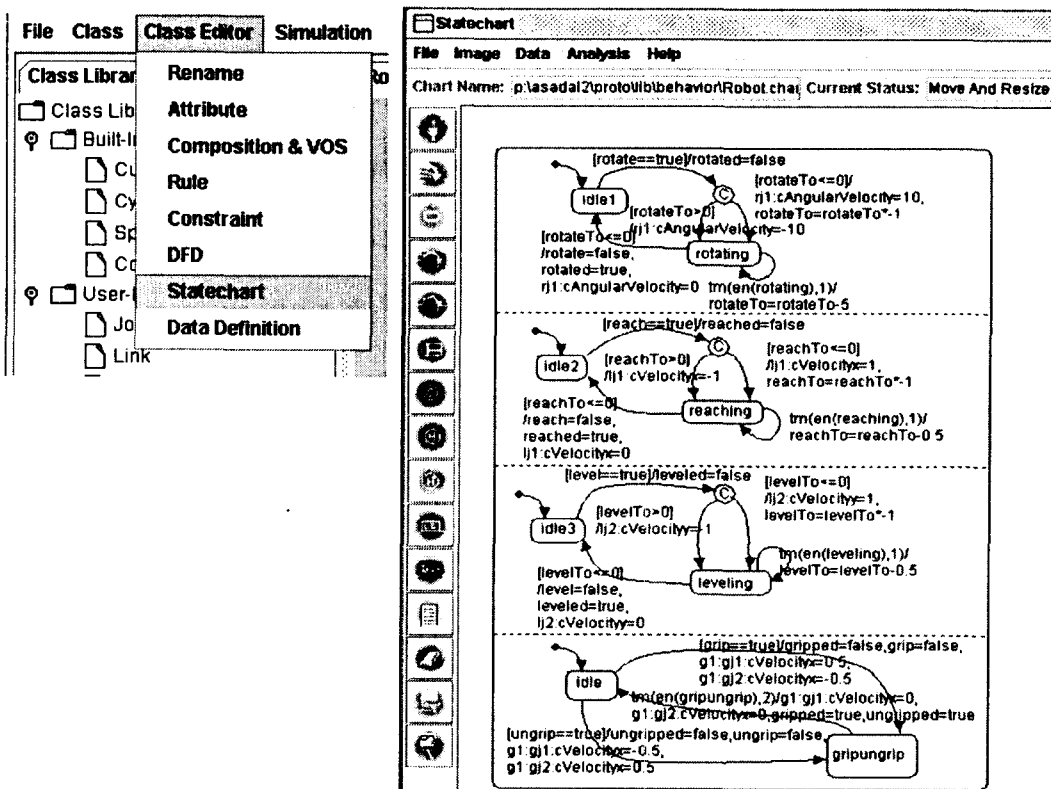 File Class Class Editor Simulation
Class Librar
Rename
Class Lib
Attribute
Built-I
Composition & VOS
Cu
Rule
Cy
Constraint
Sp
DFD
Co
Statechart
User-
Data Definition
Jo
Link
Statechart
File Image Data Analysis Help
Chart Name: p:\asadal2\proto\lib\behavior\Robot.char Current Status: Move And Resize
[rotate==true]/rotated=false
idle1
C
[rotateTo<=0]/
rj1:cAngularVelocity=10,
rotateTo=rotateTo*-1
[rotateTo>0]
/rj1:cAngularVelocity=-10
[rotateTo<=0]
/rotate=false,
rotated=true,
rj1:cAngularVelocity=0
rotating
tm(en(rotating),1)/
rotateTo=rotateTo-5
[reach==true]/reached=false
idle2
C
[reachTo>0]
/lj1:cVelocityx=-1
[reachTo<=0]
/lj1:cVelocityx=1,
reachTo=reachTo*-1
[reachTo<=0]
/reach=false,
reached=true,
lj1:cVelocityx=0
reaching
tm(en(reaching),1)/
reachTo=reachTo-0.5
[level==true]/leveled=false
idle3
C
[levelTo>0]
/lj2:cVelocityy=-1
[levelTo<=0]
/lj2:cVelocityy=1,
levelTo=levelTo*-1
[levelTo<=0]
/level=false,
leveled=true,
lj2:cVelocityy=0
leveling
tm(en(leveling),1)/
levelTo=levelTo-0.5
[grip==true]/gripped=false,grip=false,
g1:gj1:cVelocityx=0.5,
g1:gj2:cVelocityx=-0.5
idle
tm(en(gripungrip),2)/g1:gj1:cVelocityx=0,
g1:gj2:cVelocityx=0,gripped=true,ungripped=true
[ungrip==true]/ungripped=false,ungrip=false,
g1:gj1:cVelocityx=-0.5,
g1:gj2:cVelocityx=0.5
gripungrip